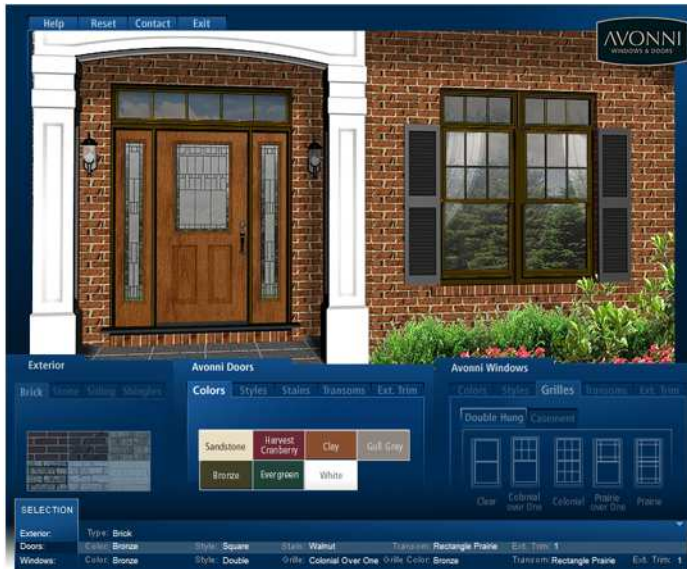 Help Reset Contact Exit
AVONNI
WINDOWS & DOORS
Exterior
Brick Stone Siding Shingles
Avonni Doors
Colors Styles Stains Transoms Ext. Trim
Sandstone
Harvest
Cranberry
Clay
Gull Grey
Bronze
Evergreen
White
Avonni Windows
Colors Styles Grilles Transoms Ext. Trim
Double Hung Casement
Clear
Colonial
over One
Colonial
Prairie
over One
Prairie
SELECTION
Exterior: Type: Brick
Doors: Color: Bronze Style: Square Stain: Walnut Transom: Rectangle Prairie Ext. Trim: 1
Windows: Color: Bronze Style: Double Grille: Colonial Over One Grille Color: Bronze Transom: Rectangle Prairie Ext. Trim: 1